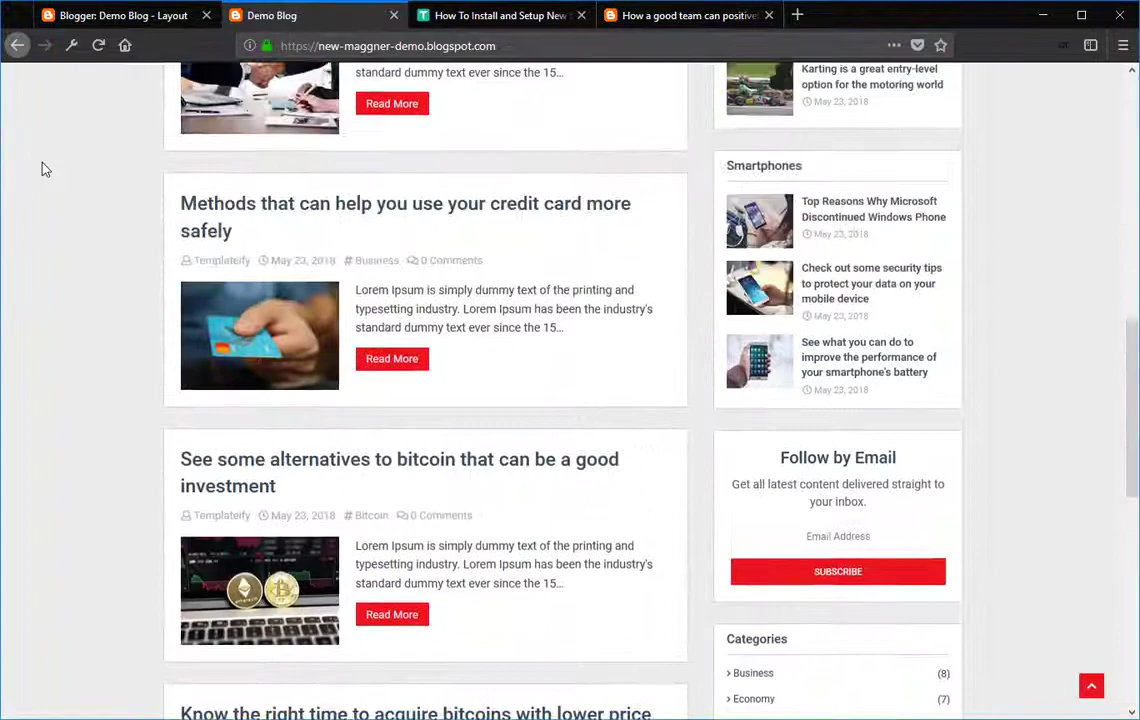 Blogger: Demo Blog - Layout
Demo Blog
How To Install and Setup New
How a good team can positive
https://new-maggner-demo.blogspot.com
standard dummy text ever since the 15...
Read More
Methods that can help you use your credit card more
safely
Templateify May 23, 2018 # Business 0 Comments
Lorem Ipsum is simply dummy text of the printing and
typesetting industry. Lorem Ipsum has been the industry's
standard dummy text ever since the 15...
Read More
See some alternatives to bitcoin that can be a good
investment
Templateify May 23, 2018 # Bitcoin 0 Comments
Lorem Ipsum is simply dummy text of the printing and
typesetting industry. Lorem Ipsum has been the industry's
standard dummy text ever since the 15...
Read More
Know the right time to acquire bitcoins with lower price
Karting is a great entry-level
option for the motoring world
May 23, 2018
Smartphones
Top Reasons Why Microsoft
Discontinued Windows Phone
May 23, 2018
Check out some security tips
to protect your data on your
mobile device
May 23, 2018
See what you can do to
improve the performance of
your smartphone's battery
May 23, 2018
Follow by Email
Get all latest content delivered straight to
your inbox.
Email Address
SUBSCRIBE
Categories
> Business (8)
> Economy (7)